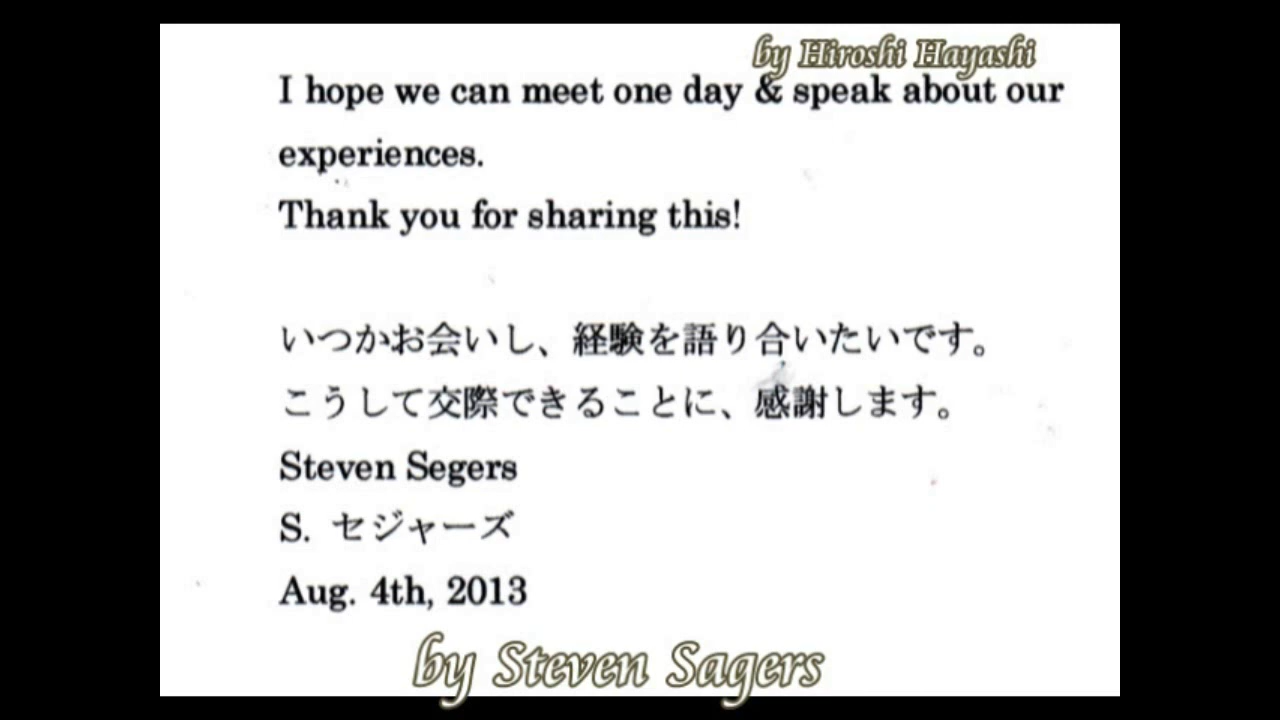 by Hiroshi Hayashi
I hope we can meet one day & speak about our
experiences.
Thank you for sharing this!
いつかお会いし、経験を語り合いたいです。
こうして交際できることに、感謝します。
Steven Segers
S. セジャーズ
Aug. 4th, 2013
by Steven Sagers